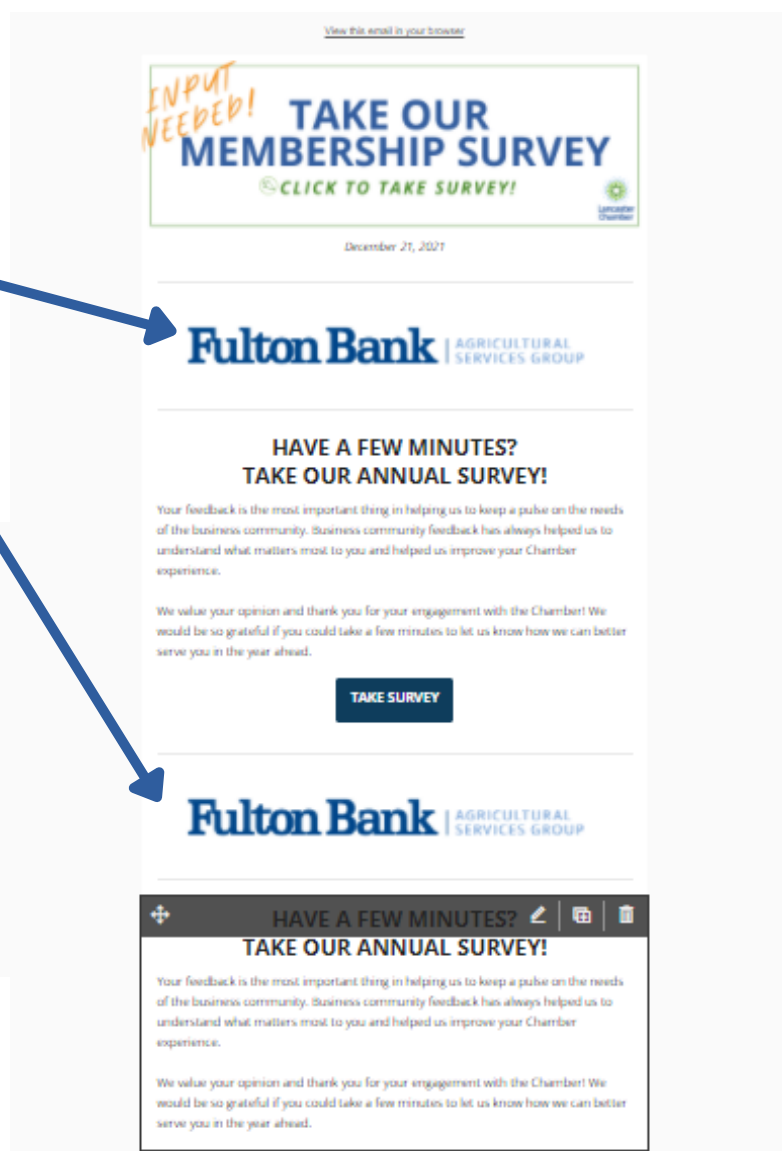 View this email in your browser
INPUT
NEEDED!
TAKE OUR
MEMBERSHIP SURVEY
CLICK TO TAKE SURVEY!
Lancaster
Chamber
December 21, 2021
Fulton Bank | AGRICULTURAL
SERVICES GROUP
HAVE A FEW MINUTES?
TAKE OUR ANNUAL SURVEY!
Your feedback is the most important thing in helping us to keep a pulse on the needs
of the business community. Business community feedback has always helped us to
understand what matters most to you and helped us improve your Chamber
experience.
We value your opinion and thank you for your engagement with the Chamber! We
would be so grateful if you could take a few minutes to let us know how we can better
serve you in the year ahead.
TAKE SURVEY
Fulton Bank | AGRICULTURAL
SERVICES GROUP
HAVE A FEW MINUTES?
TAKE OUR ANNUAL SURVEY!
Your feedback is the most important thing in helping us to keep a pulse on the needs
of the business community. Business community feedback has always helped us to
understand what matters most to you and helped us improve your Chamber
experience.
We value your opinion and thank you for your engagement with the Chamber! We
would be so grateful if you could take a few minutes to let us know how we can better
serve you in the year ahead.